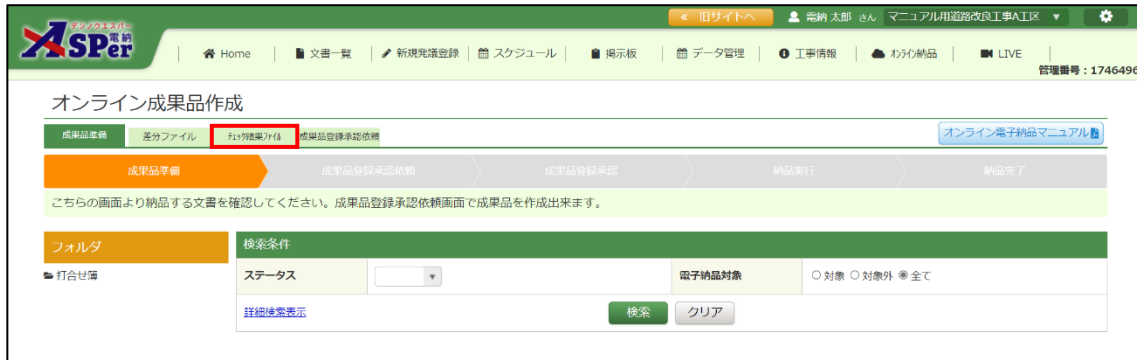 « 旧サイトへ 電納 太郎 さん マニュアル用道路改良工事A工区 ▼
デンノウエスパー
ASPer 電納
Home 文書一覧 新規発議登録 スケジュール 掲示板 データ管理 工事情報 オンライン納品 LIVE
管理番号:1746496
オンライン成果品作成
成果品準備 差分ファイル チェック結果ファイル 成果品登録承認依頼 オンライン電子納品マニュアル
成果品準備 成果品登録承認依頼 成果品登録承認 納品実行 納品完了
こちらの画面より納品する文書を確認してください。成果品登録承認依頼画面で成果品を作成出来ます。
フォルダ 検索条件
打合せ簿 ステータス 電子納品対象 対象 対象外 全て
詳細検索表示 検索 クリア